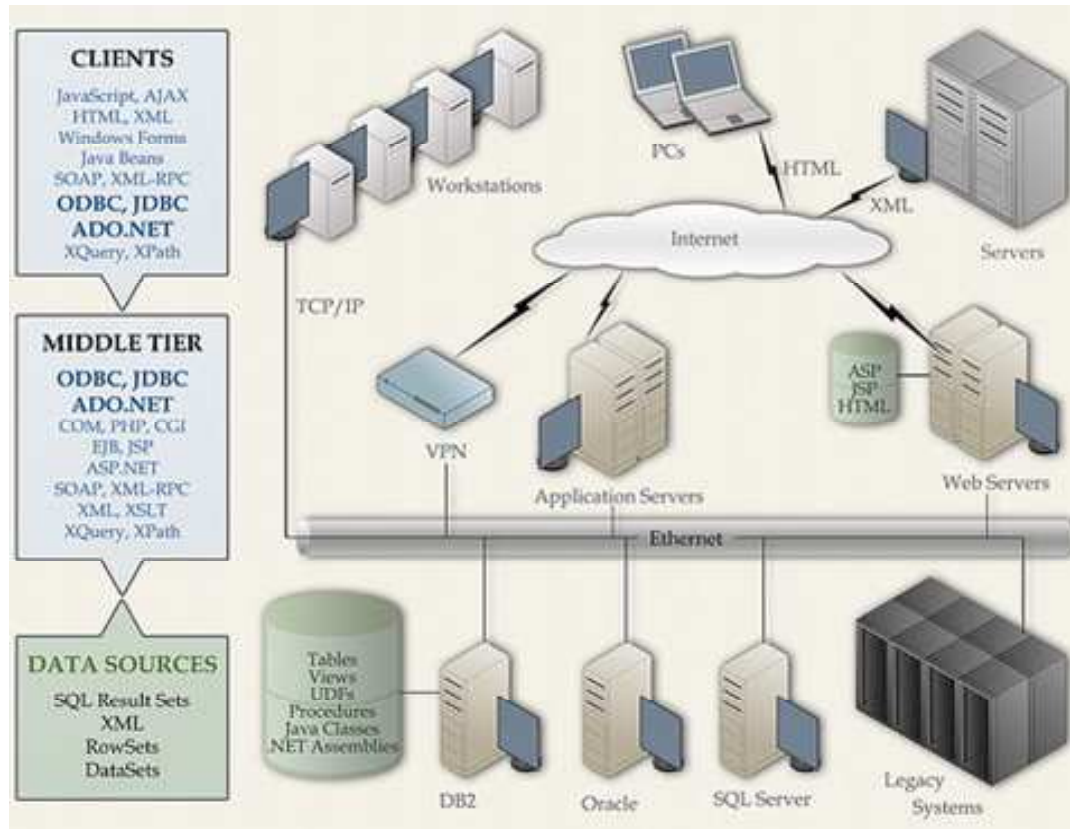 CLIENTS
JavaScript, AJAX
HTML, XML
Windows Forms
Java Beans
SOAP, XML-RPC
ODBC, JDBC
ADO.NET
XQuery, XPath
MIDDLE TIER
ODBC, JDBC
ADO.NET
COM, PHP, CGI
EJB, JSP
ASP.NET
SOAP, XML-RPC
XML, XSLT
XQuery, XPath
DATA SOURCES
SQL Result Sets
XML
RowSets
DataSets
Workstations
PCs
HTML
XML
Servers
Internet
TCP/IP
VPN
Application Servers
ASP
JSP
HTML
Web Servers
Ethernet
Tables
Views
UDFs
Procedures
Java Classes
.NET Assemblies
DB2
Oracle
SQL Server
Legacy
Systems